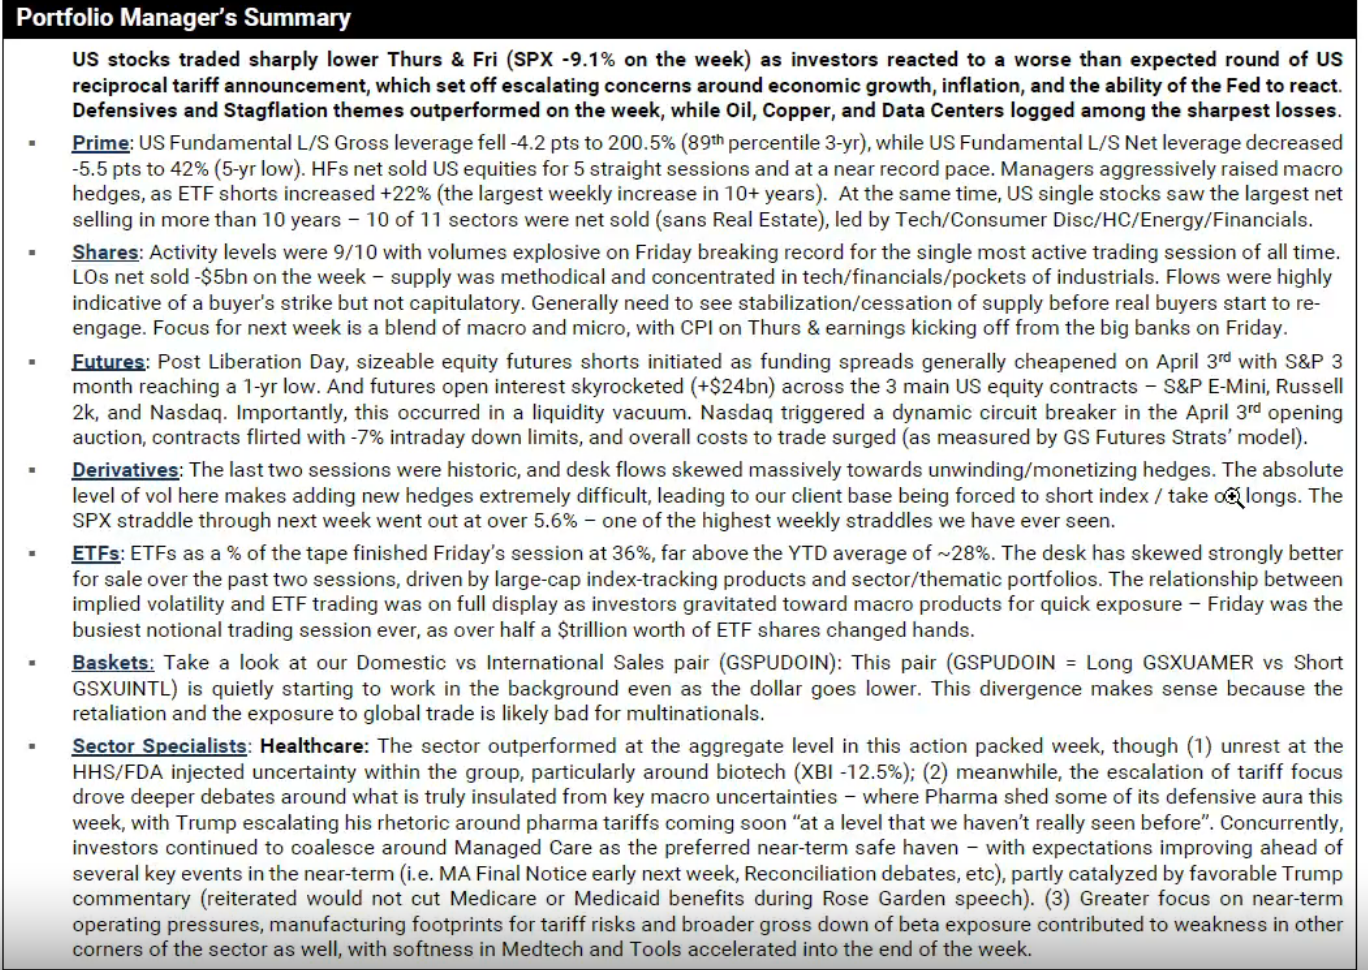 Portfolio Manager's Summary
US stocks traded sharply lower Thurs & Fri (SPX -9.1% on the week) as investors reacted to a worse than expected round of US
reciprocal tariff announcement, which set off escalating concerns around economic growth, inflation, and the ability of the Fed to react.
Defensives and Stagflation themes outperformed on the week, while Oil, Copper, and Data Centers logged among the sharpest losses.
▪ Prime: US Fundamental L/S Gross leverage fell -4.2 pts to 200.5% (89th percentile 3-yr), while US Fundamental L/S Net leverage decreased
-5.5 pts to 42% (5-yr low). HFs net sold US equities for 5 straight sessions and at a near record pace. Managers aggressively raised macro
hedges, as ETF shorts increased +22% (the largest weekly increase in 10+ years). At the same time, US single stocks saw the largest net
selling in more than 10 years – 10 of 11 sectors were net sold (sans Real Estate), led by Tech/Consumer Disc/HC/Energy/Financials.
▪ Shares: Activity levels were 9/10 with volumes explosive on Friday breaking record for the single most active trading session of all time.
LOs net sold -$5bn on the week – supply was methodical and concentrated in tech/financials/pockets of industrials. Flows were highly
indicative of a buyer's strike but not capitulatory. Generally need to see stabilization/cessation of supply before real buyers start to re-
engage. Focus for next week is a blend of macro and micro, with CPI on Thurs & earnings kicking off from the big banks on Friday.
▪ Futures: Post Liberation Day, sizeable equity futures shorts initiated as funding spreads generally cheapened on April 3rd with S&P 3
month reaching a 1-yr low. And futures open interest skyrocketed (+$24bn) across the 3 main US equity contracts – S&P E-Mini, Russell
2k, and Nasdaq. Importantly, this occurred in a liquidity vacuum. Nasdaq triggered a dynamic circuit breaker in the April 3rd opening
auction, contracts flirted with -7% intraday down limits, and overall costs to trade surged (as measured by GS Futures Strats' model).
▪ Derivatives: The last two sessions were historic, and desk flows skewed massively towards unwinding/monetizing hedges. The absolute
level of vol here makes adding new hedges extremely difficult, leading to our client base being forced to short index / take longs. The
SPX straddle through next week went out at over 5.6% – one of the highest weekly straddles we have ever seen.
▪ ETFs: ETFs as a % of the tape finished Friday's session at 36%, far above the YTD average of ~28%. The desk has skewed strongly better
for sale over the past two sessions, driven by large-cap index-tracking products and sector/thematic portfolios. The relationship between
implied volatility and ETF trading was on full display as investors gravitated toward macro products for quick exposure – Friday was the
busiest notional trading session ever, as over half a $trillion worth of ETF shares changed hands.
▪ Baskets: Take a look at our Domestic vs International Sales pair (GSPUDOIN): This pair (GSPUDOIN = Long GSXUAMER vs Short
GSXUINTL) is quietly starting to work in the background even as the dollar goes lower. This divergence makes sense because the
retaliation and the exposure to global trade is likely bad for multinationals.
▪ Sector Specialists: Healthcare: The sector outperformed at the aggregate level in this action packed week, though (1) unrest at the
HHS/FDA injected uncertainty within the group, particularly around biotech (XBI -12.5%); (2) meanwhile, the escalation of tariff focus
drove deeper debates around what is truly insulated from key macro uncertainties – where Pharma shed some of its defensive aura this
week, with Trump escalating his rhetoric around pharma tariffs coming soon “at a level that we haven't really seen before”. Concurrently,
investors continued to coalesce around Managed Care as the preferred near-term safe haven – with expectations improving ahead of
several key events in the near-term (i.e. MA Final Notice early next week, Reconciliation debates, etc), partly catalyzed by favorable Trump
commentary (reiterated would not cut Medicare or Medicaid benefits during Rose Garden speech). (3) Greater focus on near-term
operating pressures, manufacturing footprints for tariff risks and broader gross down of beta exposure contributed to weakness in other
corners of the sector as well, with softness in Medtech and Tools accelerated into the end of the week.